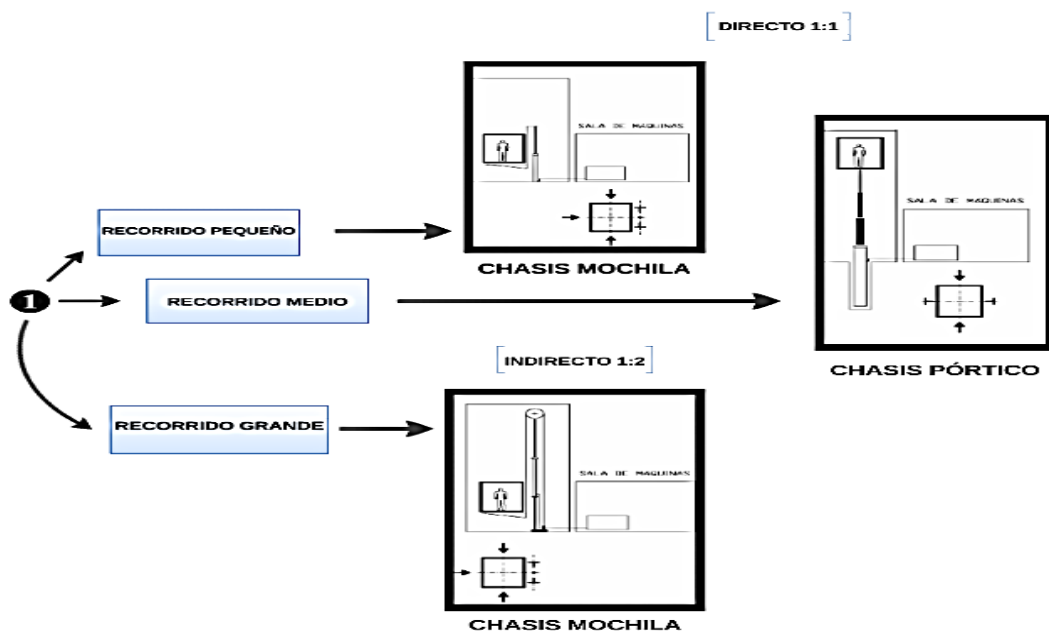 DIRECTO 1:1
SALA DE MAQUINAS
SALA DE MAQUINAS
RECORRIDO PEQUEÑO
CHASIS MOCHILA
1
RECORRIDO MEDIO
CHASIS PÓRTICO
INDIRECTO 1:2
RECORRIDO GRANDE
SALA DE MAQUINAS
CHASIS MOCHILA